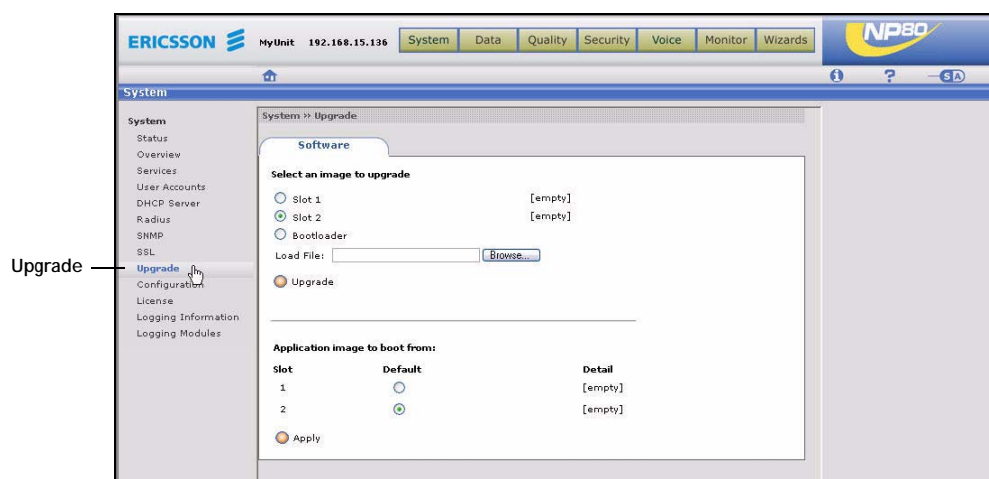 ERICSSON MyUnit 192.168.15.136 System Data Quality Security Voice Monitor Wizards NP80
i ? SA
System
System
Status
Overview
Services
User Accounts
DHCP Server
Radius
SNMP
SSL
Upgrade
Configuration
License
Logging Information
Logging Modules
Upgrade
System » Upgrade
Software
Select an image to upgrade
Slot 1 [empty]
Slot 2 [empty]
Bootloader
Load File: Browse...
Upgrade
Application image to boot from:
Slot Default Detail
1 [empty]
2 [empty]
Apply